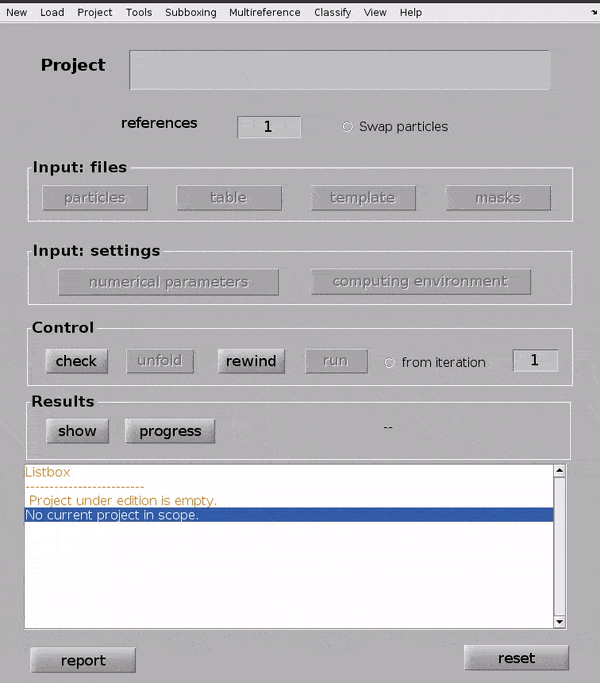 New Load Project Tools Subboxing Multireference Classify View Help
Project
references 1 Swap particles
Input: files
particles table template masks
Input: settings
numerical parameters computing environment
Control
check unfold rewind run from iteration 1
Results
show progress --
Listbox
------------------------
Project under edition is empty.
No current project in scope.
report reset